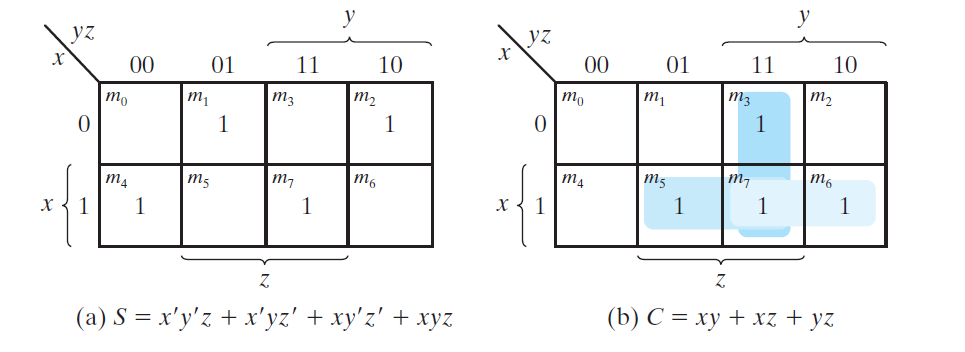 y y
yz yz
x x
00 01 11 10 00 01 11 10
m₀ m₁ m₃ m₂ m₀ m₁ m₃ m₂
0 1 1 0 1
m₄ m₅ m₇ m₆ m₄ m₅ m₇ m₆
x 1 1 1 x 1 1 1 1
z z
(a) S = x'y'z + x'yz' + xy'z' + xyz (b) C = xy + xz + yz